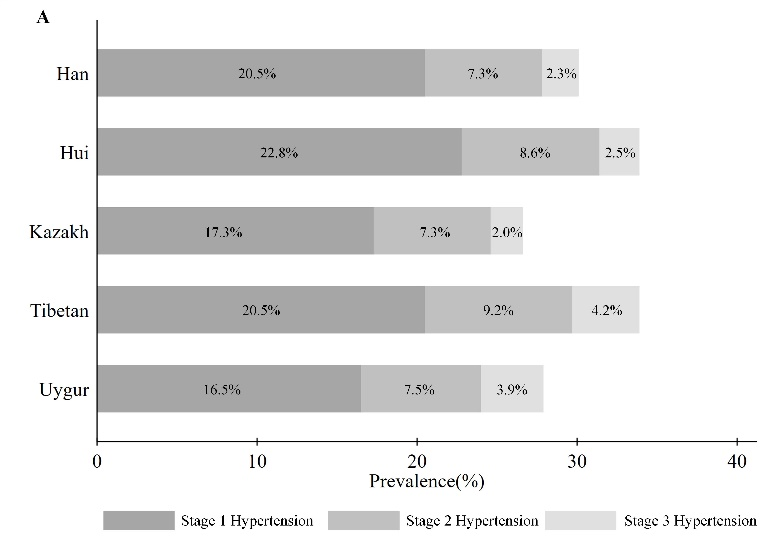 A
Han 20.5% 7.3% 2.3%
Hui 22.8% 8.6% 2.5%
Kazakh 17.3% 7.3% 2.0%
Tibetan 20.5% 9.2% 4.2%
Uygur 16.5% 7.5% 3.9%
0 10 20 30 40
Prevalence(%)
Stage 1 Hypertension Stage 2 Hypertension Stage 3 Hypertension